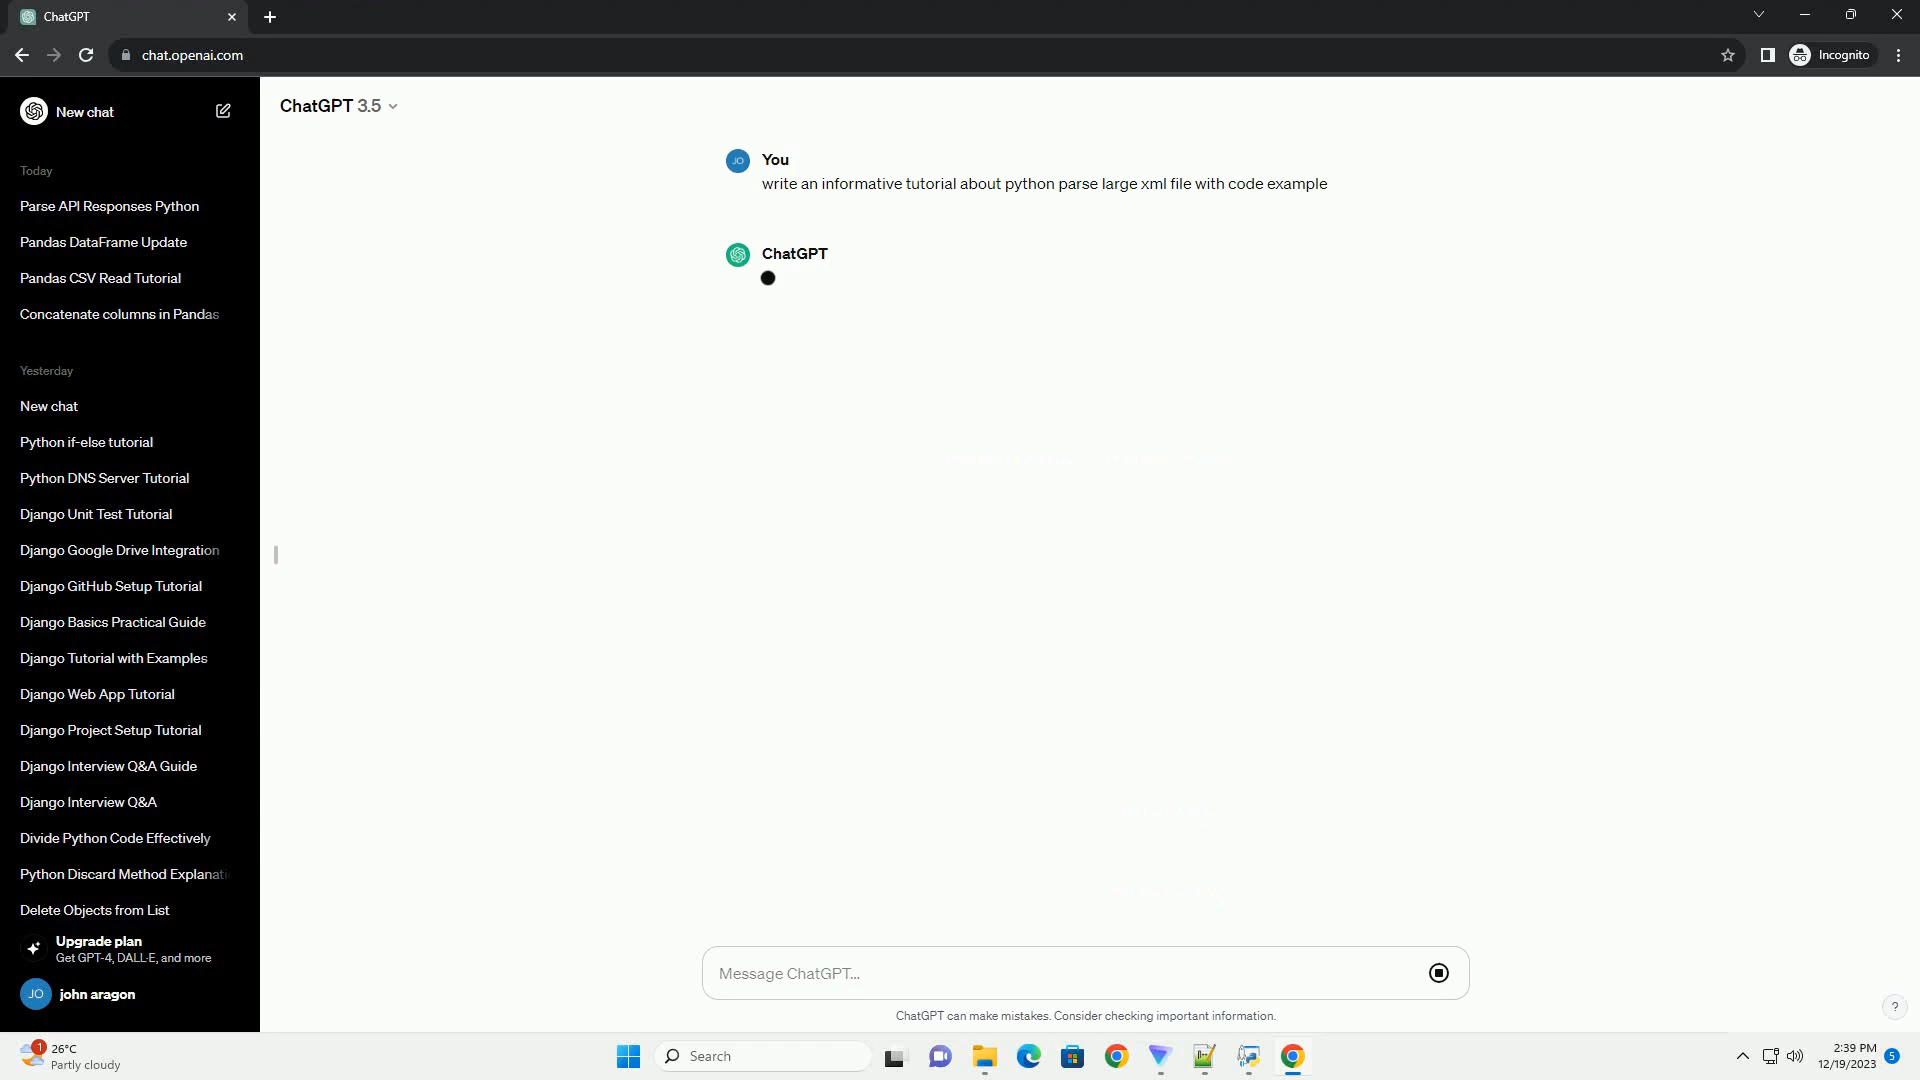 ChatGPT
chat.openai.com
Incognito
New chat
ChatGPT 3.5
Today
Parse API Responses Python
Pandas DataFrame Update
Pandas CSV Read Tutorial
Concatenate columns in Pandas
Yesterday
New chat
Python if-else tutorial
Python DNS Server Tutorial
Django Unit Test Tutorial
Django Google Drive Integration
Django GitHub Setup Tutorial
Django Basics Practical Guide
Django Tutorial with Examples
Django Web App Tutorial
Django Project Setup Tutorial
Django Interview Q&A Guide
Django Interview Q&A
Divide Python Code Effectively
Python Discard Method Explanati
Delete Objects from List
Upgrade plan
Get GPT-4, DALL·E, and more
JO john aragon
JO You
write an informative tutorial about python parse large xml file with code example
ChatGPT
Message ChatGPT...
ChatGPT can make mistakes. Consider checking important information.
?
1
26°C
Partly cloudy
Search
2:39 PM
12/19/2023
5